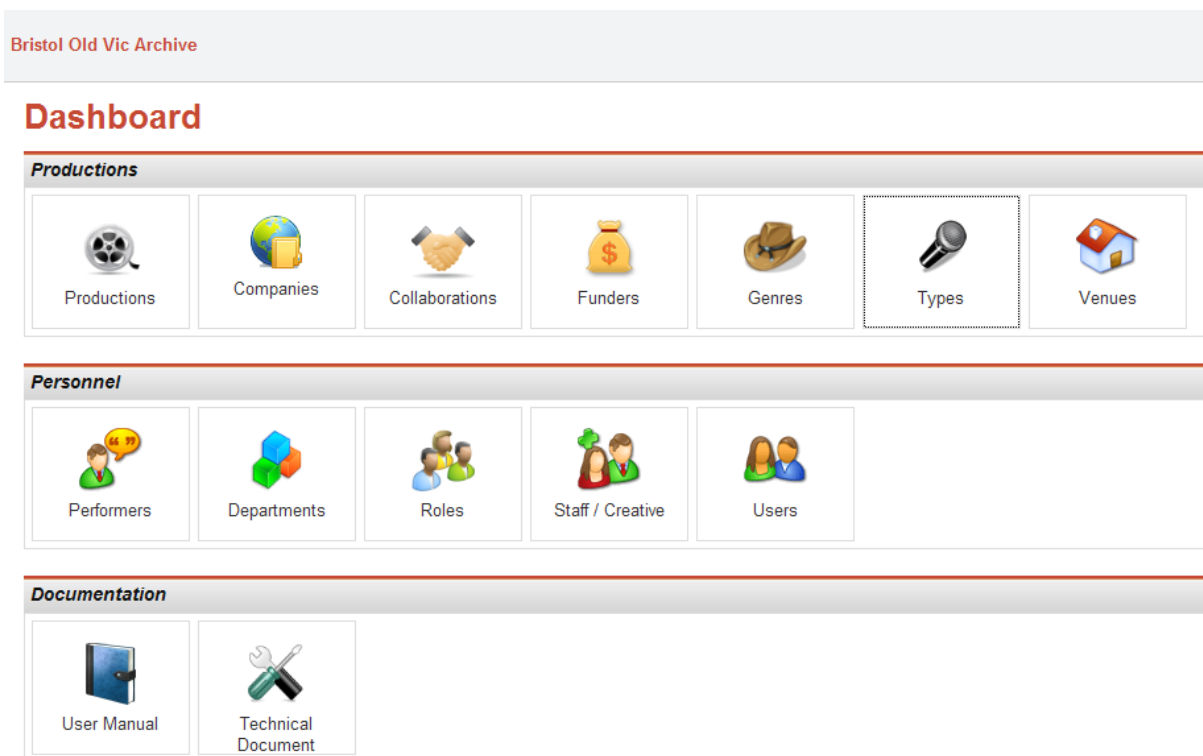 Bristol Old Vic Archive
Dashboard
Productions
Productions
Companies
Collaborations
$
Funders
Genres
Types
Venues
Personnel
“ ”
Performers
Departments
Roles
Staff / Creative
Users
Documentation
User Manual
Technical
Document